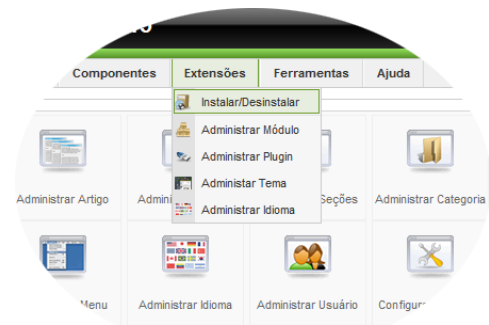 Componentes Extensões Ferramentas Ajuda
Instalar/Desinstalar
Administrar Módulo
Administrar Plugin
Administar Tema
Administrar Idioma
Administrar Artigo Seções Administrar Categoria
Menu Administrar Idioma Administrar Usuário